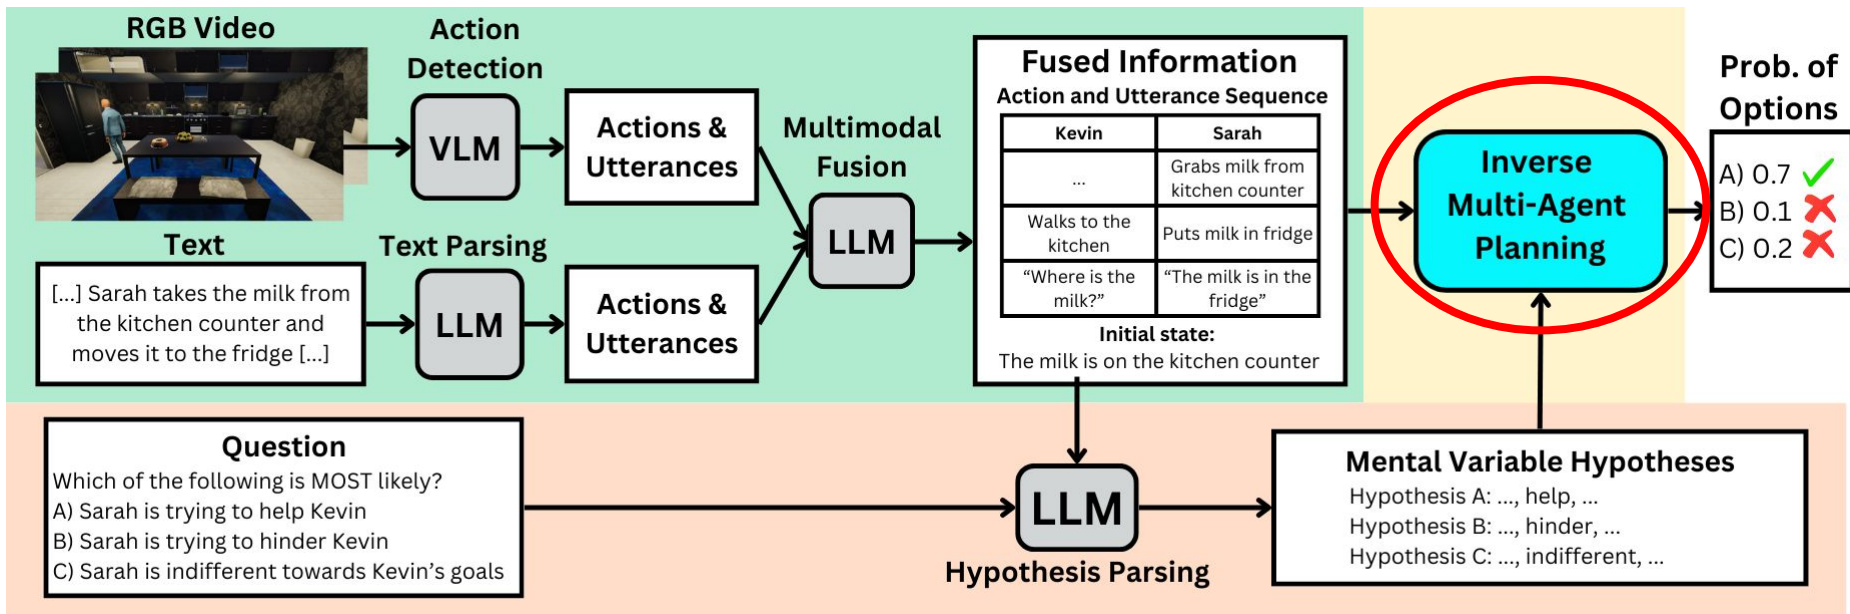 RGB Video
Action
Detection
VLM
Actions &
Utterances
Text
Text Parsing
[...] Sarah takes the milk from
the kitchen counter and
moves it to the fridge [...]
LLM
Actions &
Utterances
Multimodal
Fusion
LLM
Fused Information
Action and Utterance Sequence
Kevin Sarah
... Grabs milk from
kitchen counter
Walks to the
kitchen
Puts milk in fridge
“Where is the
milk?”
“The milk is in the
fridge”
Initial state:
The milk is on the kitchen counter
Inverse
Multi-Agent
Planning
Prob. of
Options
A) 0.7
B) 0.1
C) 0.2
Question
Which of the following is MOST likely?
A) Sarah is trying to help Kevin
B) Sarah is trying to hinder Kevin
C) Sarah is indifferent towards Kevin’s goals
LLM
Hypothesis Parsing
Mental Variable Hypotheses
Hypothesis A: ..., help, ...
Hypothesis B: ..., hinder, ...
Hypothesis C: ..., indifferent, ...